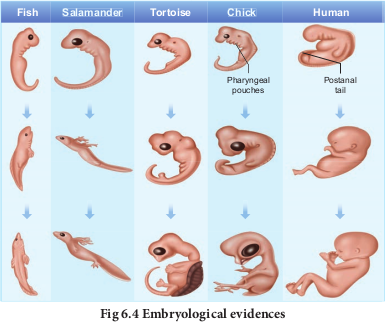 Fish Salamander Tortoise Chick Human
Pharyngeal
pouches
Postanal
tail
Fig 6.4 Embryological evidences